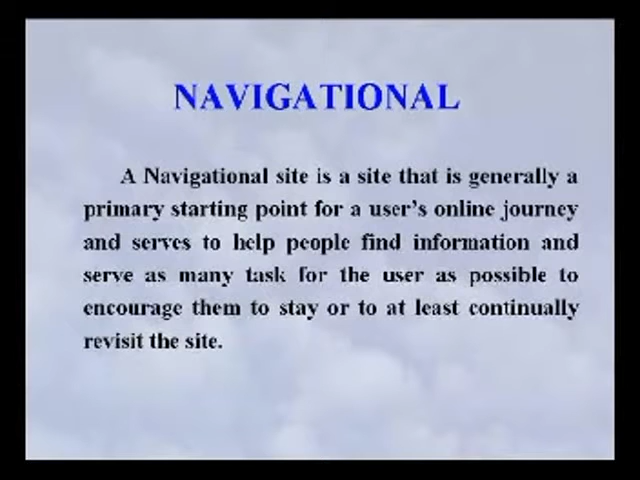 NAVIGATIONAL
A Navigational site is a site that is generally a
primary starting point for a user's online journey
and serves to help people find information and
serve as many task for the user as possible to
encourage them to stay or to at least continually
revisit the site.